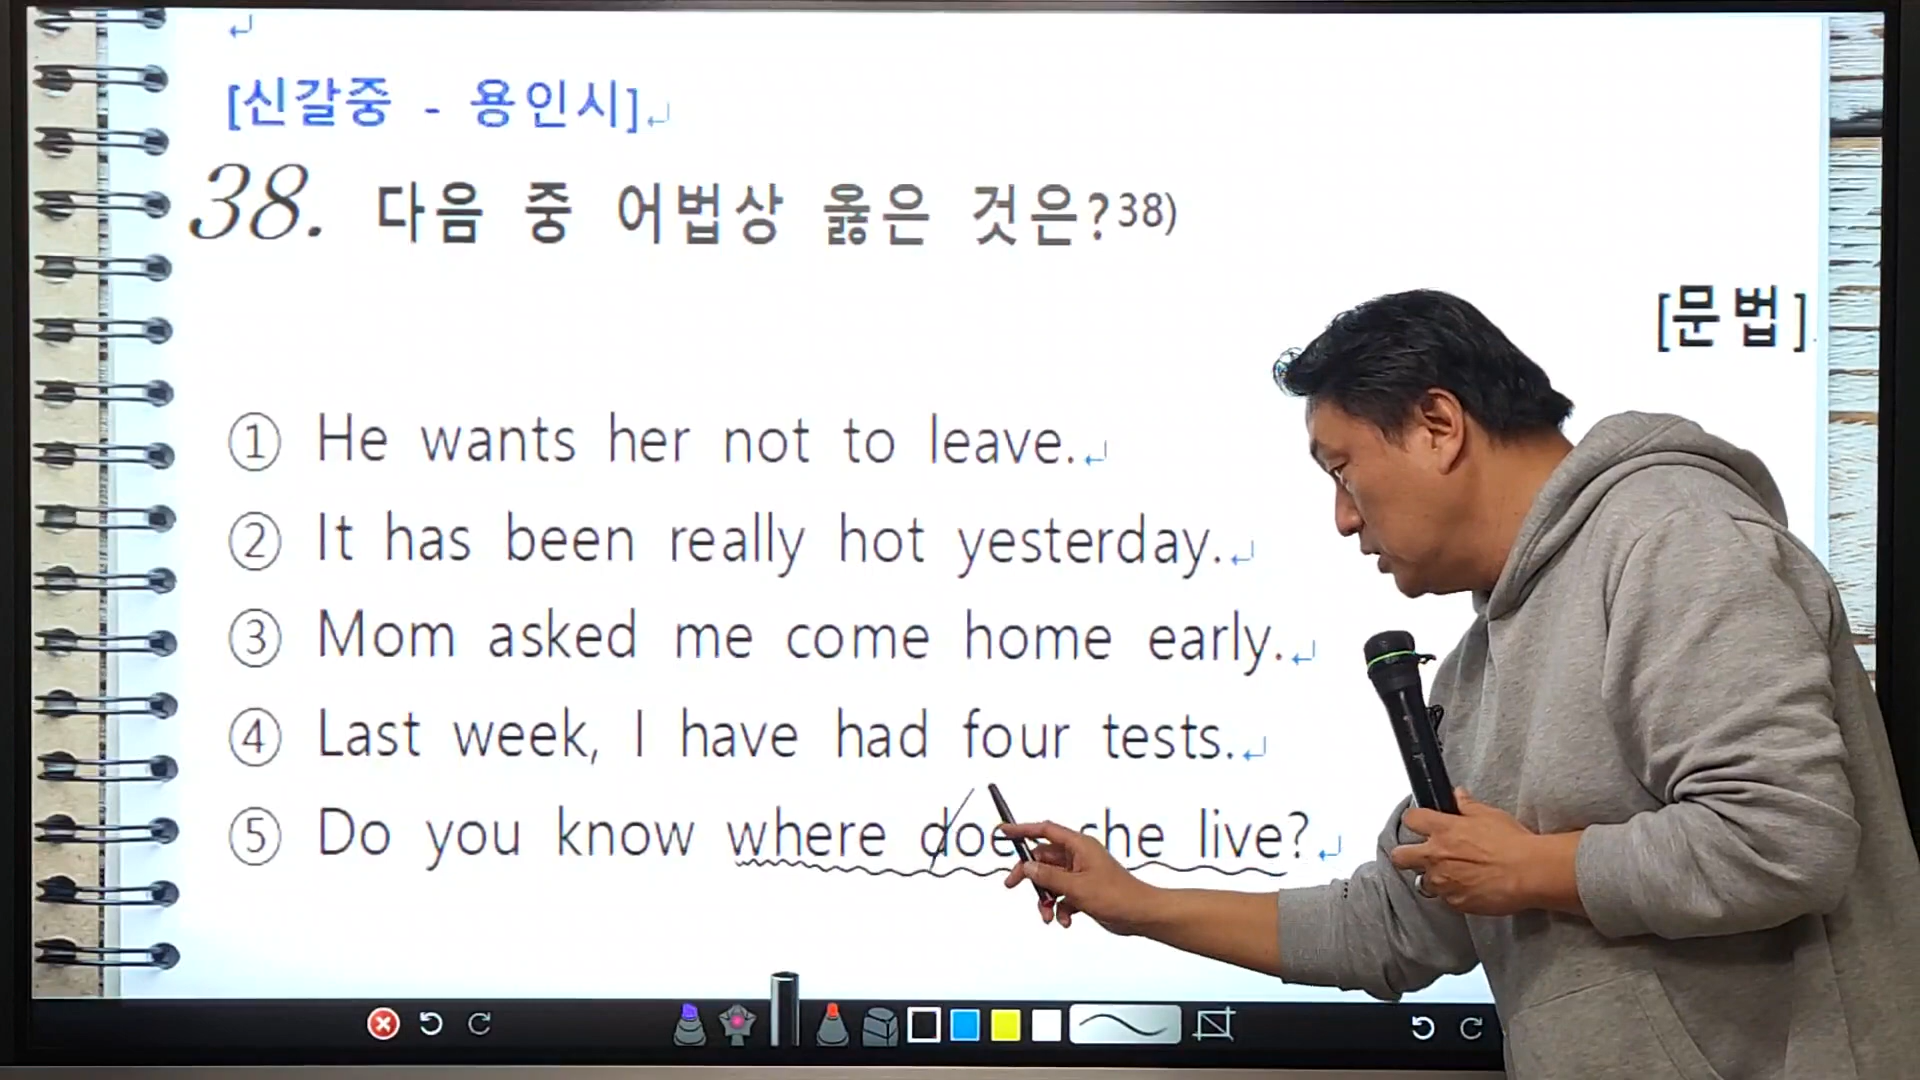 [신갈중 - 용인시]
38. 다음 중 어법상 옳은 것은?38)
[문법]
① He wants her not to leave.
② It has been really hot yesterday.
③ Mom asked me come home early.
④ Last week, I have had four tests.
⑤ Do you know where doe she live?